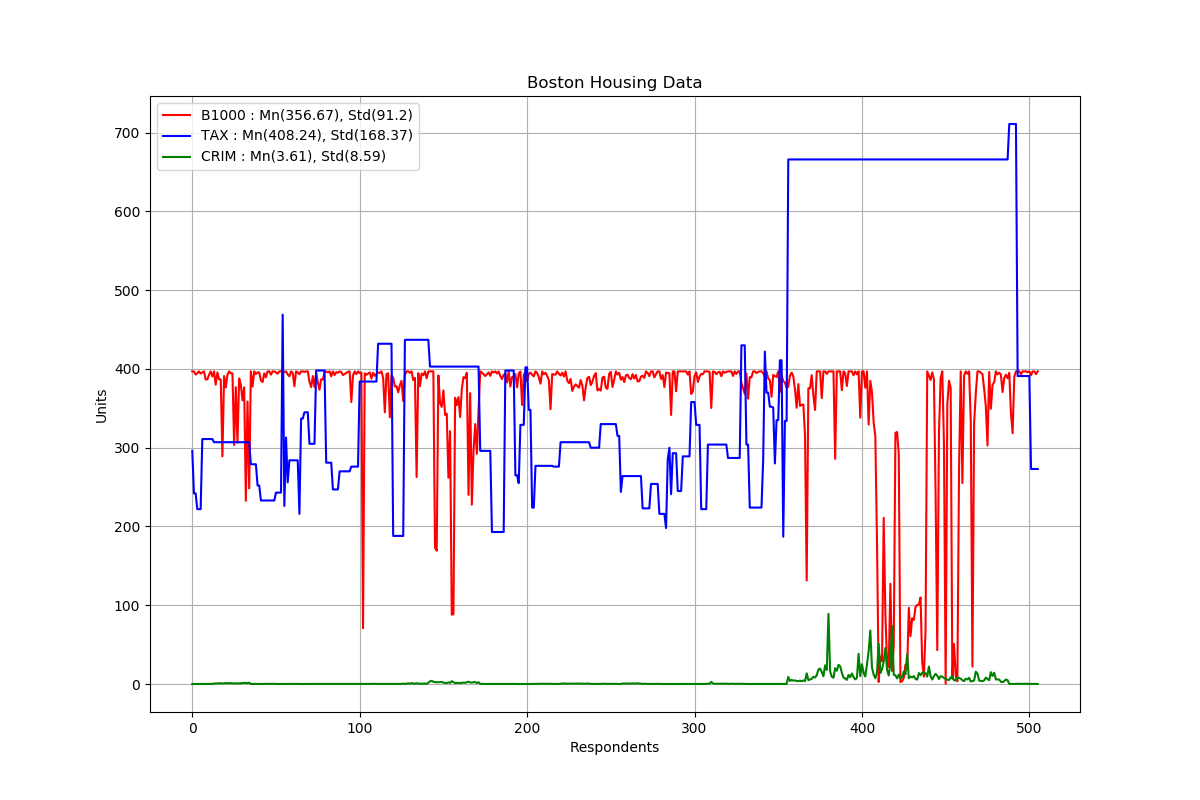 Boston Housing Data
B1000 : Mn(356.67), Std(91.2)
TAX : Mn(408.24), Std(168.37)
CRIM : Mn(3.61), Std(8.59)
Units
700
600
500
400
300
200
100
0
0 100 200 300 400 500
Respondents